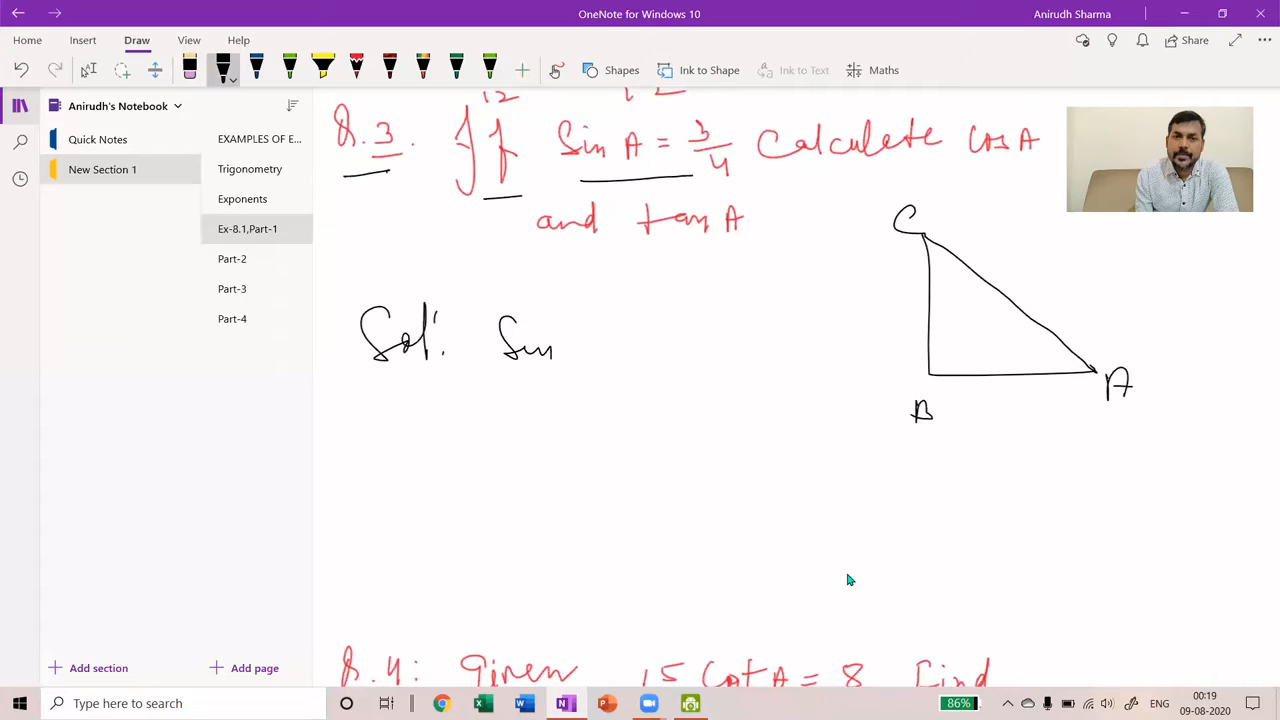 OneNote for Windows 10
Anirudh Sharma
Home Insert Draw View Help
Share
Shapes Ink to Shape Ink to Text Maths
Anirudh's Notebook
Quick Notes
New Section 1
EXAMPLES OF E...
Trigonometry
Exponents
Ex-8.1,Part-1
Part-2
Part-3
Part-4
12
Q.3. If Sin A = 3/4 Calculate Cos A
and tan A
C
Sol: Sin
A
B
Q.4: Given 15 Cot A = 8 Find
Add section
Add page
Type here to search
86%
ENG
00:19
09-08-2020